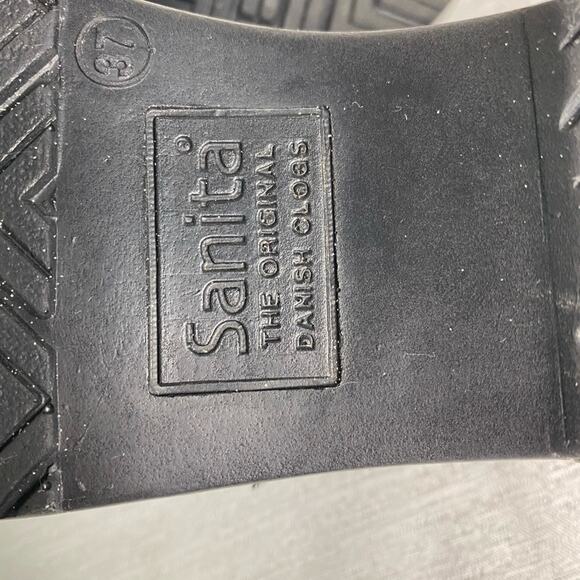 37
Sanita
THE ORIGINAL
DANISH CLOGS